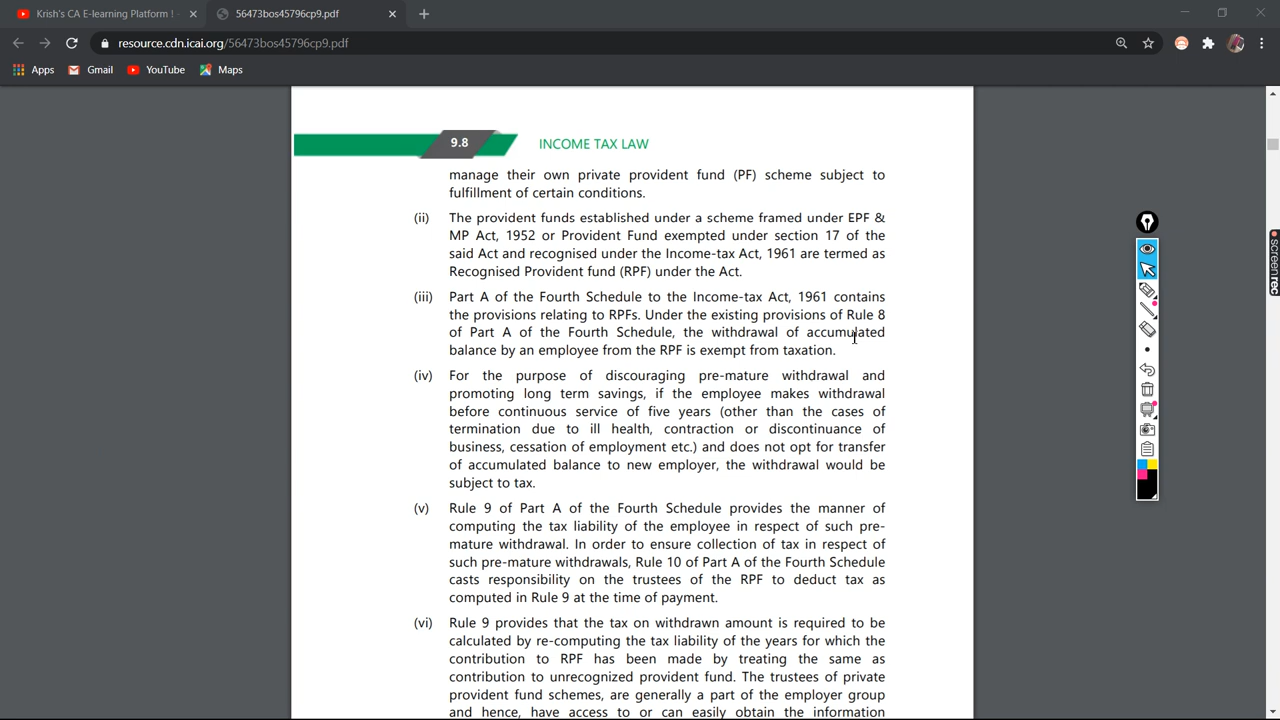 Krish's CA E-learning Platform !
56473bos45796cp9.pdf
resource.cdn.icai.org/56473bos45796cp9.pdf
Apps Gmail YouTube Maps
9.8 INCOME TAX LAW
manage their own private provident fund (PF) scheme subject to
fulfillment of certain conditions.
(ii) The provident funds established under a scheme framed under EPF &
MP Act, 1952 or Provident Fund exempted under section 17 of the
said Act and recognised under the Income-tax Act, 1961 are termed as
Recognised Provident fund (RPF) under the Act.
(iii) Part A of the Fourth Schedule to the Income-tax Act, 1961 contains
the provisions relating to RPFs. Under the existing provisions of Rule 8
of Part A of the Fourth Schedule, the withdrawal of accumulated
balance by an employee from the RPF is exempt from taxation.
(iv) For the purpose of discouraging pre-mature withdrawal and
promoting long term savings, if the employee makes withdrawal
before continuous service of five years (other than the cases of
termination due to ill health, contraction or discontinuance of
business, cessation of employment etc.) and does not opt for transfer
of accumulated balance to new employer, the withdrawal would be
subject to tax.
(v) Rule 9 of Part A of the Fourth Schedule provides the manner of
computing the tax liability of the employee in respect of such pre-
mature withdrawal. In order to ensure collection of tax in respect of
such pre-mature withdrawals, Rule 10 of Part A of the Fourth Schedule
casts responsibility on the trustees of the RPF to deduct tax as
computed in Rule 9 at the time of payment.
(vi) Rule 9 provides that the tax on withdrawn amount is required to be
calculated by re-computing the tax liability of the years for which the
contribution to RPF has been made by treating the same as
contribution to unrecognized provident fund. The trustees of private
provident fund schemes, are generally a part of the employer group
and hence, have access to or can easily obtain the information
screenrec